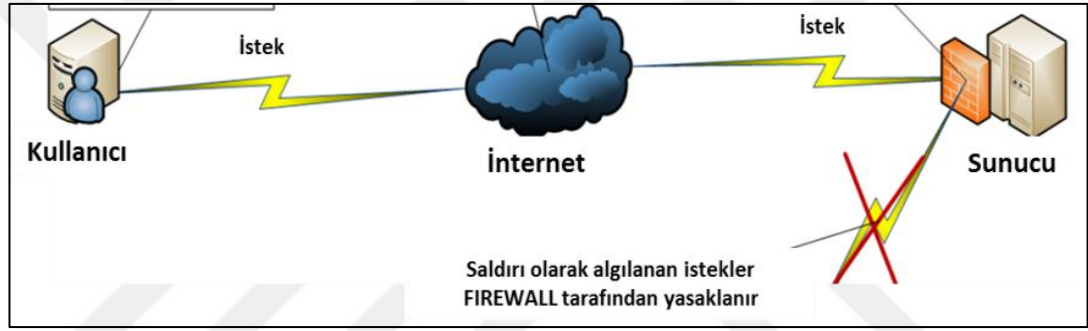 İstek
İstek
Kullanıcı
İnternet
Sunucu
Saldırı olarak algılanan istekler
FIREWALL tarafından yasaklanır